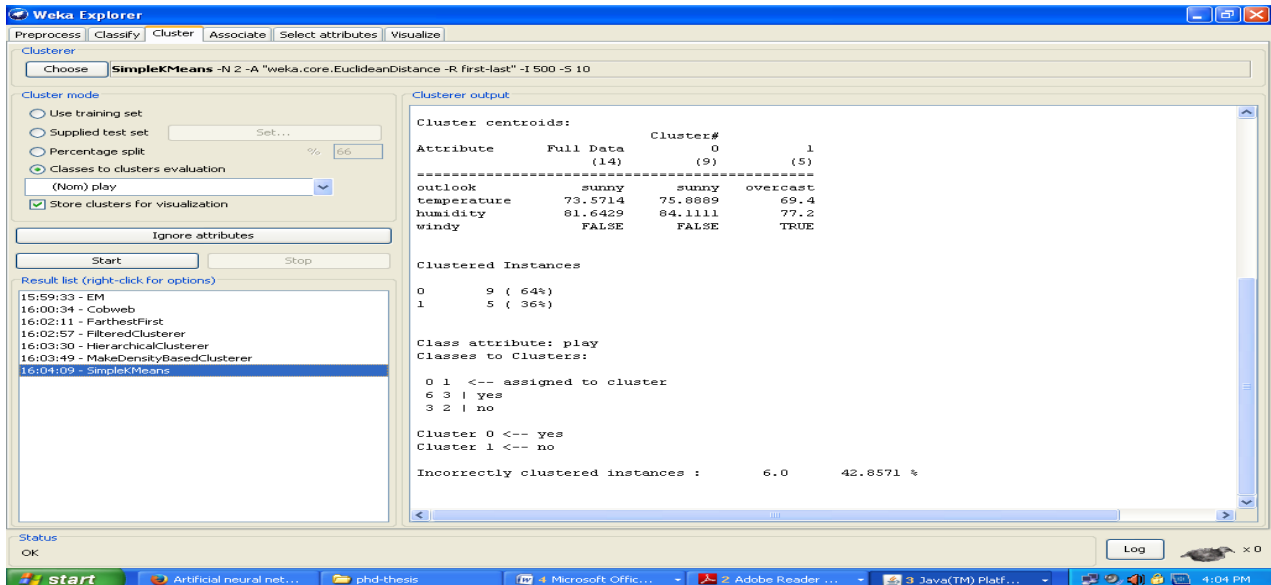 Weka Explorer
Preprocess Classify Cluster Associate Select attributes Visualize
Clusterer
Choose SimpleKMeans -N 2 -A "weka.core.EuclideanDistance -R first-last" -I 500 -S 10
Cluster mode
Use training set
Supplied test set Set...
Percentage split % 66
Classes to clusters evaluation
(Nom) play
Store clusters for visualization
Ignore attributes
Start Stop
Result list (right-click for options)
15:59:33 - EM
16:00:34 - Cobweb
16:02:11 - FarthestFirst
16:02:57 - FilteredClusterer
16:03:30 - HierarchicalClusterer
16:03:49 - MakeDensityBasedClusterer
16:04:09 - SimpleKMeans
Clusterer output
Cluster centroids:
Cluster#
Attribute Full Data 0 1
(14) (9) (5)
==================================================
outlook sunny sunny overcast
temperature 73.5714 75.8889 69.4
humidity 81.6429 84.1111 77.2
windy FALSE FALSE TRUE
Clustered Instances
0 9 ( 64%)
1 5 ( 36%)
Class attribute: play
Classes to Clusters:
0 1 <-- assigned to cluster
6 3 | yes
3 2 | no
Cluster 0 <-- yes
Cluster 1 <-- no
Incorrectly clustered instances : 6.0 42.8571 %
Status
OK
Log x 0
start Artificial neural net... phd-thesis 4 Microsoft Offic... 2 Adobe Reader ... 3 Java(TM) Platf... 4:04 PM